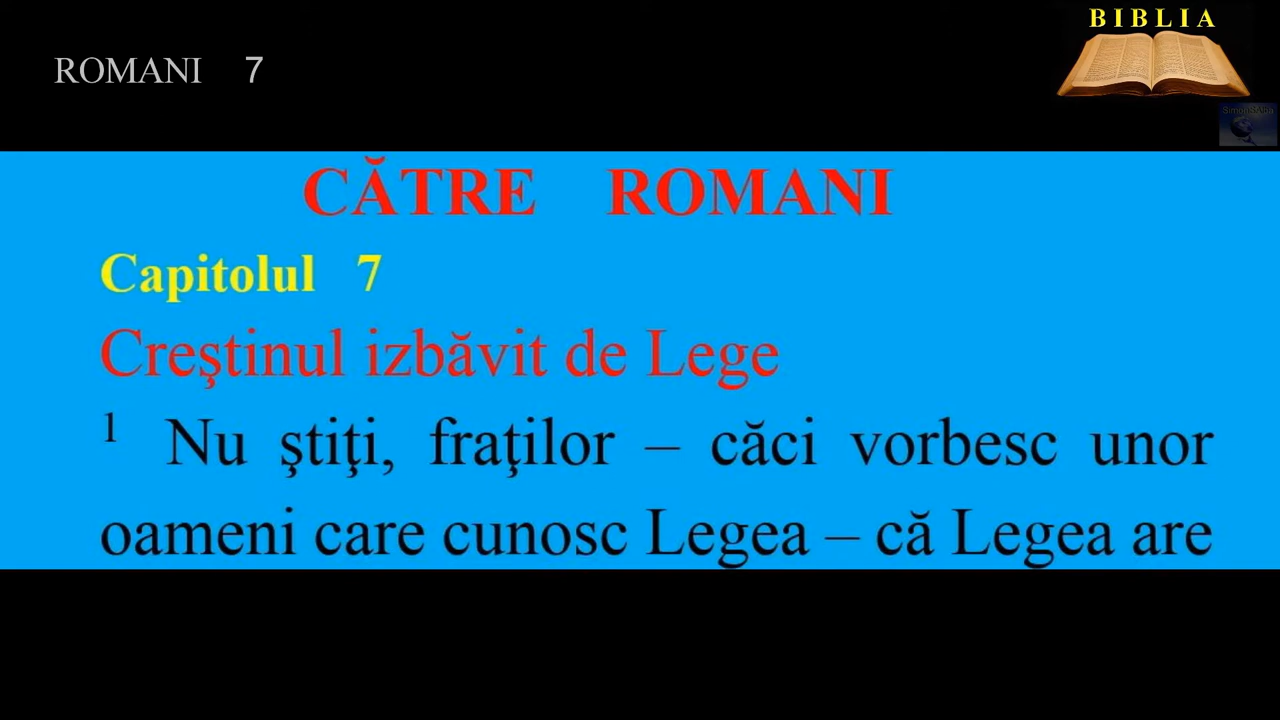 BIBLIA
ROMANI 7
CĂTRE ROMANI
Capitolul 7
Creştinul izbăvit de Lege
1 Nu ştiţi, fraţilor – căci vorbesc unor
oameni care cunosc Legea – că Legea are